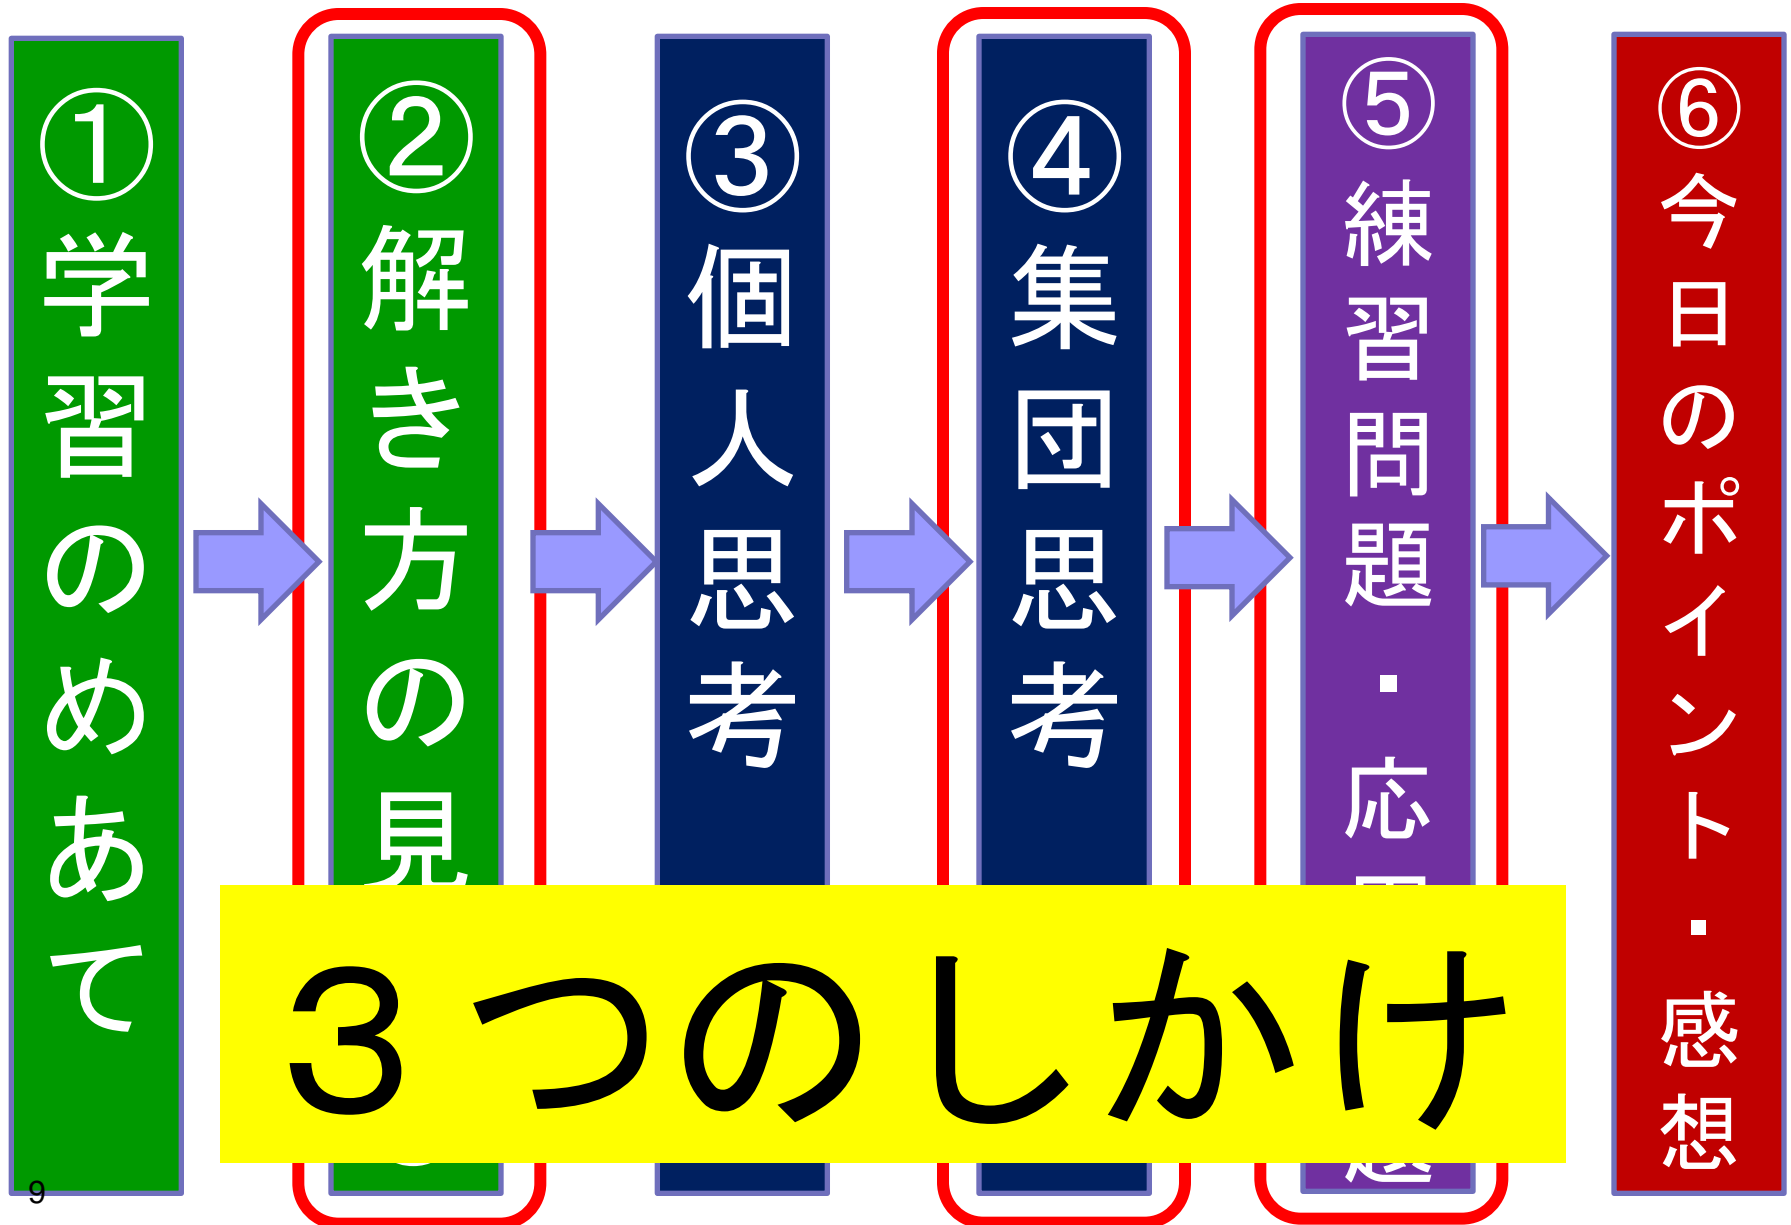 ①学習のめあて
②解き方の見
③個人思考
④集団思考
⑤練習問題・応
⑥今日のポイント・感想
３つのしかけ
9